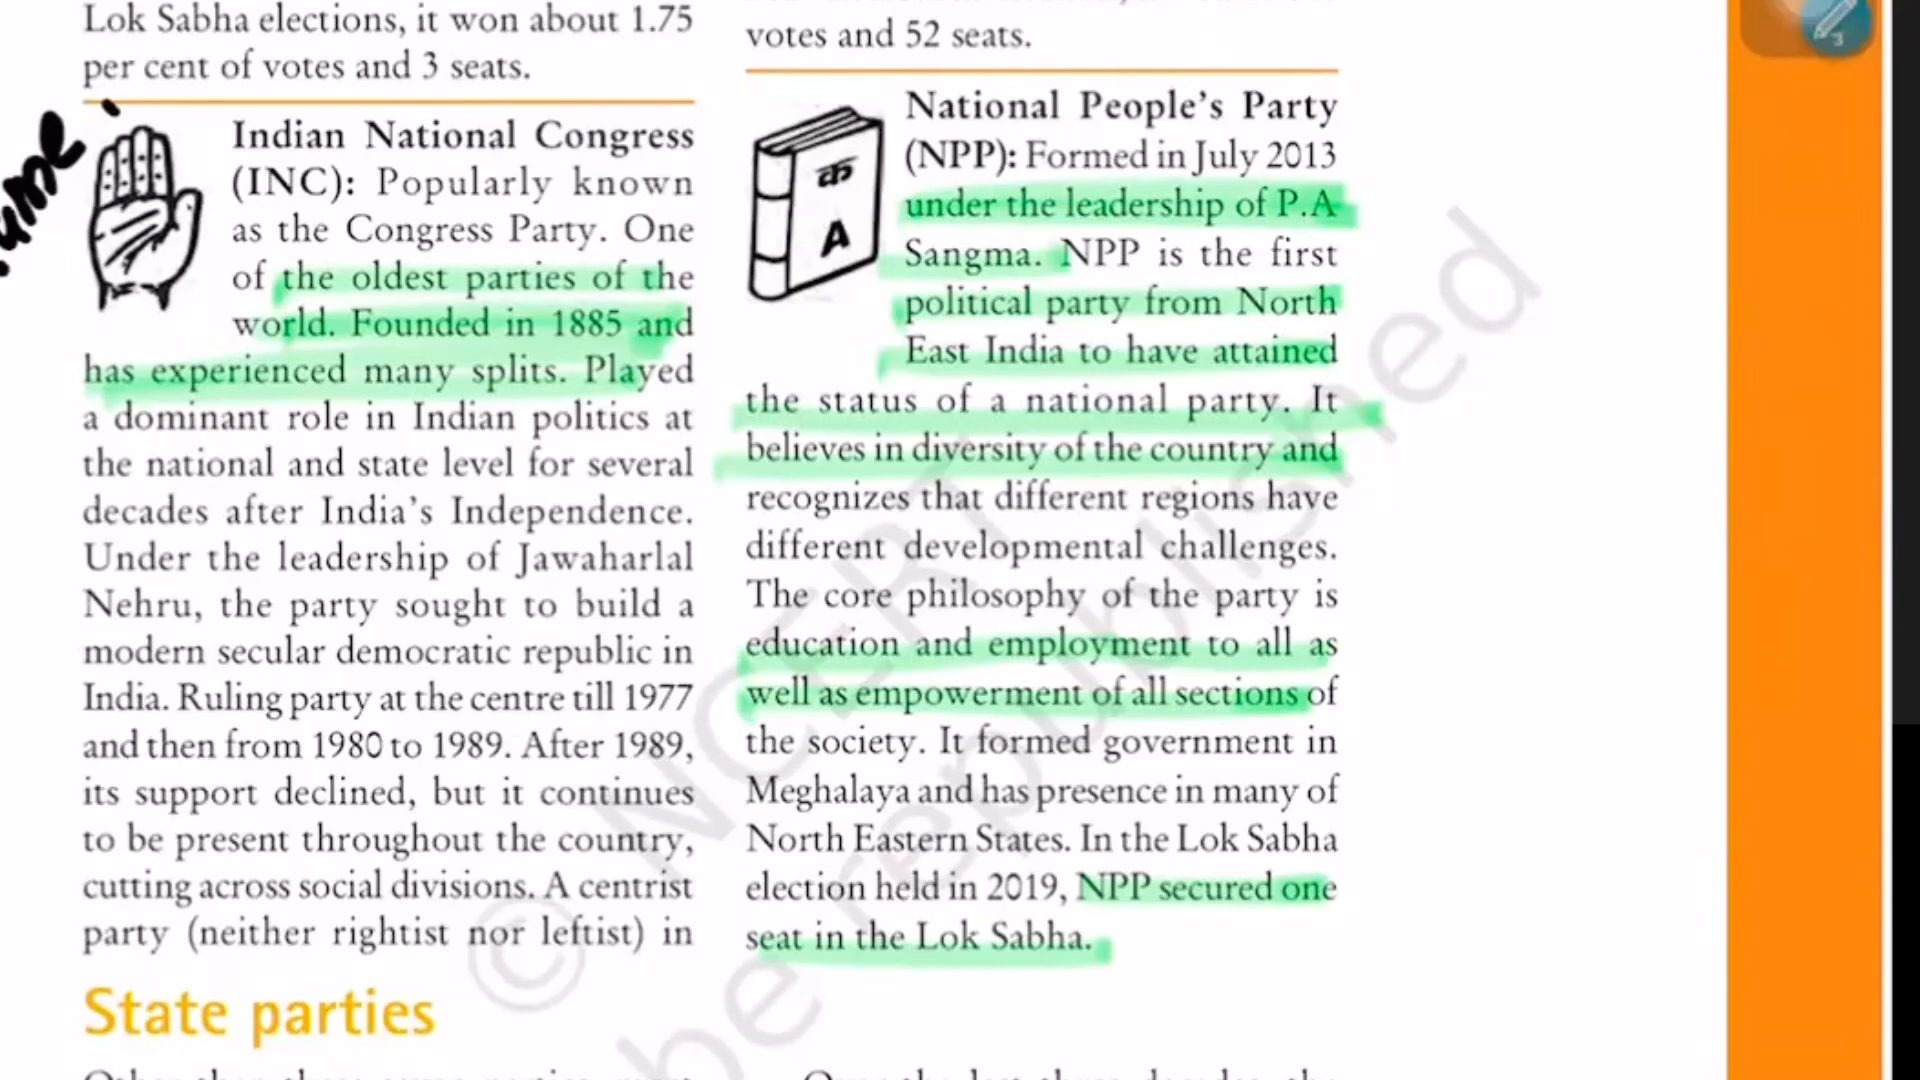 Lok Sabha elections, it won about 1.75
per cent of votes and 3 seats.
Indian National Congress
(INC): Popularly known
as the Congress Party. One
of the oldest parties of the
world. Founded in 1885 and
has experienced many splits. Played
a dominant role in Indian politics at
the national and state level for several
decades after India's Independence.
Under the leadership of Jawaharlal
Nehru, the party sought to build a
modern secular democratic republic in
India. Ruling party at the centre till 1977
and then from 1980 to 1989. After 1989,
its support declined, but it continues
to be present throughout the country,
cutting across social divisions. A centrist
party (neither rightist nor leftist) in
votes and 52 seats.
क
A
National People's Party
(NPP): Formed in July 2013
under the leadership of P.A
Sangma. NPP is the first
political party from North
East India to have attained
the status of a national party. It
believes in diversity of the country and
recognizes that different regions have
different developmental challenges.
The core philosophy of the party is
education and employment to all as
well as empowerment of all sections of
the society. It formed government in
Meghalaya and has presence in many of
North Eastern States. In the Lok Sabha
election held in 2019, NPP secured one
seat in the Lok Sabha.
State parties
© NCERT
be republished
3